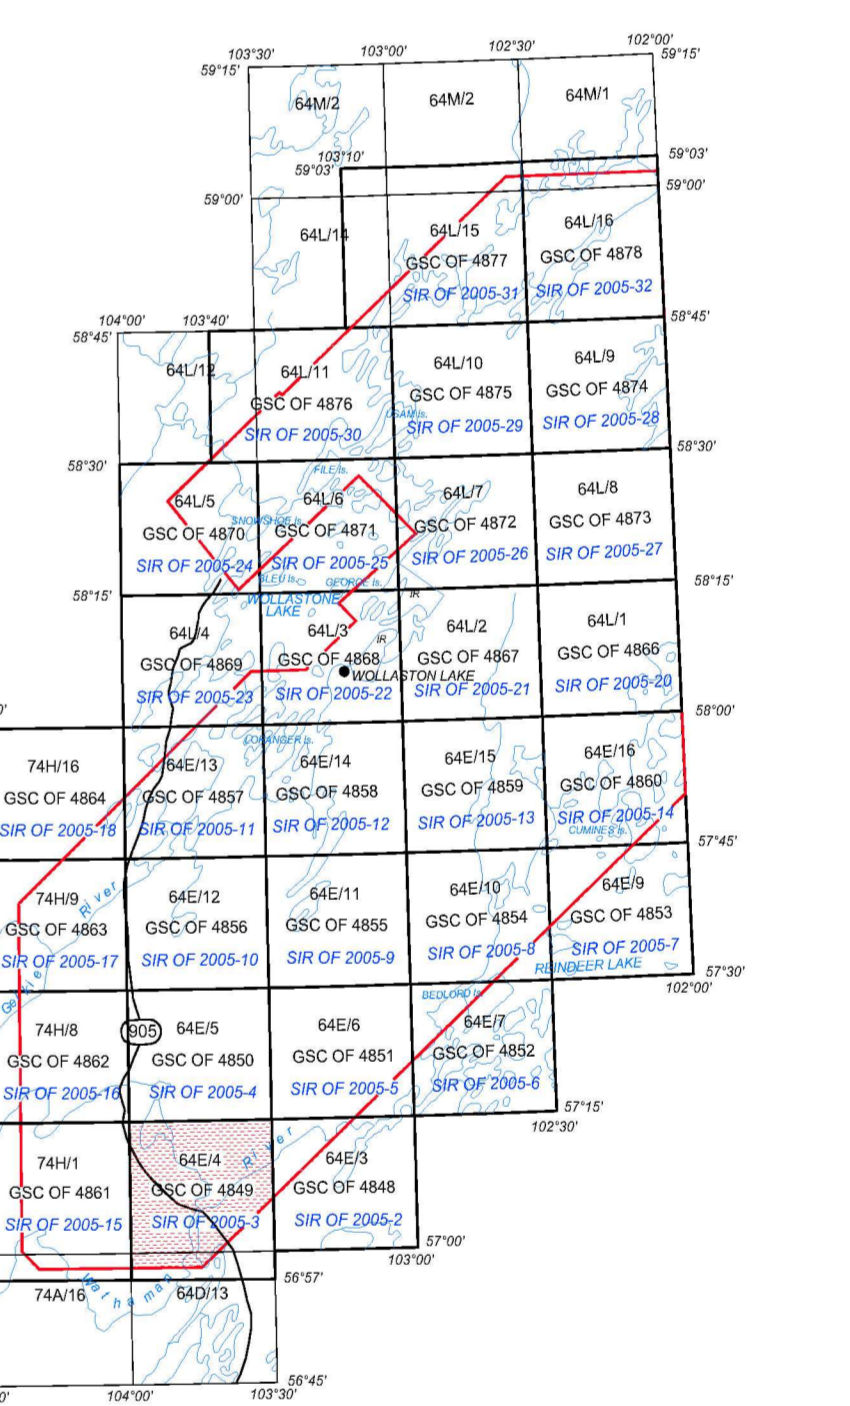 103°30'
103°00'
102°30'
102°00'
59°15'
59°15'
64M/2
64M/2
64M/1
103°10'
59°03'
59°03'
59°00'
59°00'
64L/14
64L/15
GSC OF 4877
SIR OF 2005-31
64L/16
GSC OF 4878
SIR OF 2005-32
104°00'
103°40'
58°45'
58°45'
64L/12
64L/11
GSC OF 4876
SIR OF 2005-30
64L/10
GSC OF 4875
USAM Is.
SIR OF 2005-29
64L/9
GSC OF 4874
SIR OF 2005-28
58°30'
58°30'
FILE Is.
64L/5
GSC OF 4870
SIR OF 2005-24
64L/6
SNOWSHOE Is.
GSC OF 4871
SIR OF 2005-25
64L/7
GSC OF 4872
SIR OF 2005-26
64L/8
GSC OF 4873
SIR OF 2005-27
BLEU Is.
GEORGE Is.
58°15'
58°15'
IR
WOLLASTONE
LAKE
64L/4
GSC OF 4869
SIR OF 2005-23
64L/3
IR
GSC OF 4868
WOLLASTON LAKE
SIR OF 2005-22
64L/2
GSC OF 4867
SIR OF 2005-21
64L/1
GSC OF 4866
SIR OF 2005-20
0'
58°00'
74H/16
GSC OF 4864
SIR OF 2005-18
64E/13
GSC OF 4857
SIR OF 2005-11
64E/14
GSC OF 4858
SIR OF 2005-12
64E/15
GSC OF 4859
SIR OF 2005-13
64E/16
GSC OF 4860
SIR OF 2005-14
CUMINES Is.
57°45'
74H/9
River
GSC OF 4863
SIR OF 2005-17
64E/12
GSC OF 4856
SIR OF 2005-10
64E/11
GSC OF 4855
SIR OF 2005-9
64E/10
GSC OF 4854
SIR OF 2005-8
64E/9
GSC OF 4853
SIR OF 2005-7
REINDEER LAKE
57°30'
102°00'
BEDLORD Is.
74H/8
GSC OF 4862
SIR OF 2005-16
905
64E/5
GSC OF 4850
SIR OF 2005-4
64E/6
GSC OF 4851
SIR OF 2005-5
64E/7
GSC OF 4852
SIR OF 2005-6
57°15'
102°30'
74H/1
GSC OF 4861
SIR OF 2005-15
River
64E/4
GSC OF 4849
SIR OF 2005-3
64E/3
GSC OF 4848
SIR OF 2005-2
57°00'
103°00'
56°57'
Wathaman
74A/16
64D/13
56°45'
0'
104°00'
103°30'